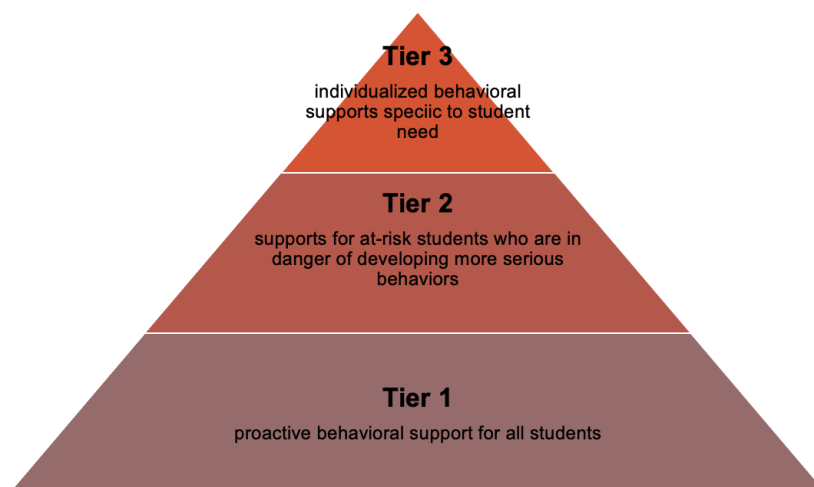 Tier 3
individualized behavioral
supports speciic to student
need
Tier 2
supports for at-risk students who are in
danger of developing more serious
behaviors
Tier 1
proactive behavioral support for all students